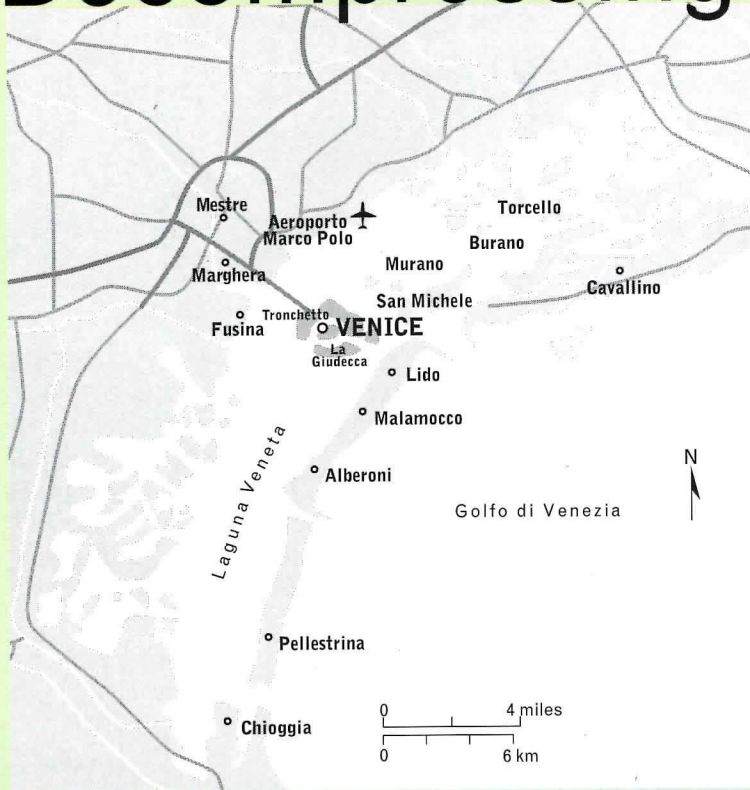 Decompressing
Mestre
Aeroporto
Marco Polo
Torcello
Burano
Murano
Marghera
Cavallino
San Michele
Tronchetto
Fusina
VENICE
La
Giudecca
Lido
Malamocco
Laguna Veneta
Alberoni
N
Golfo di Venezia
Pellestrina
Chioggia
0 4 miles
0 6 km